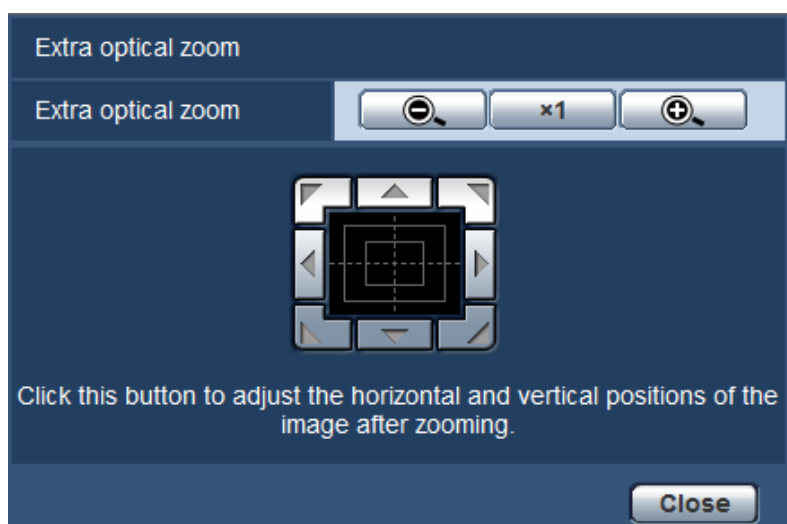 Extra optical zoom
Extra optical zoom
×1
Click this button to adjust the horizontal and vertical positions of the
image after zooming.
Close